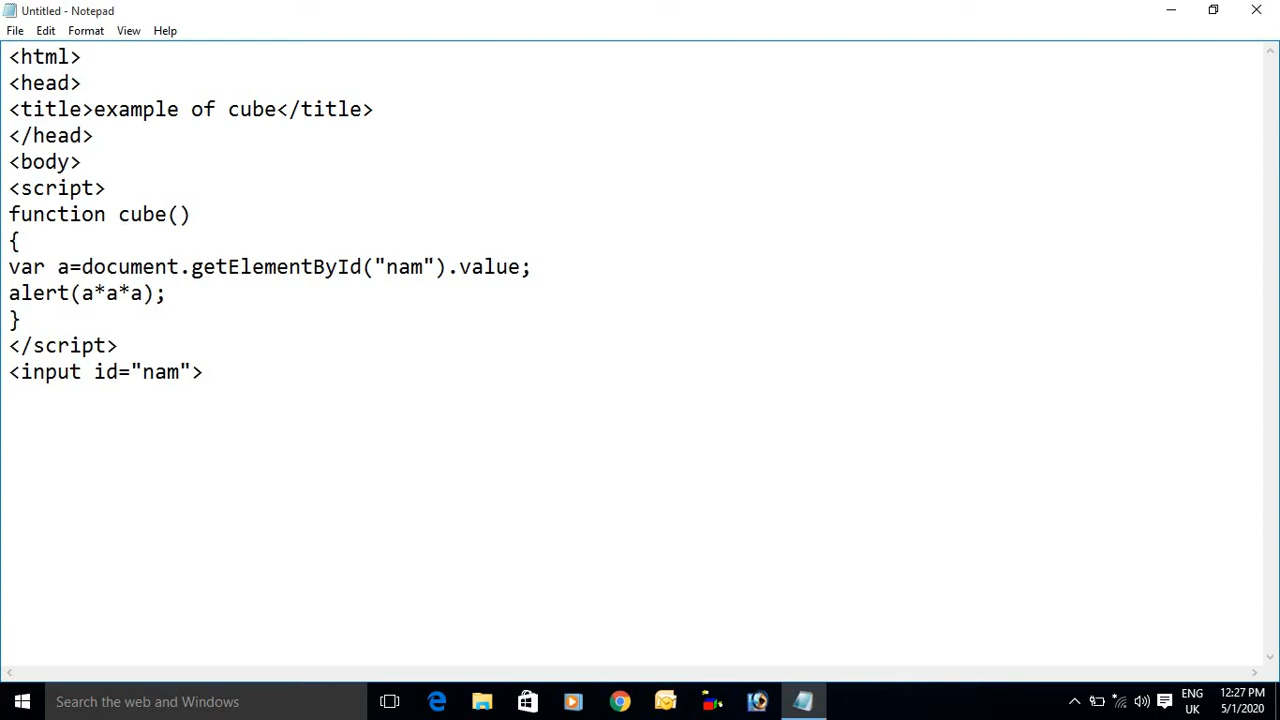 Untitled - Notepad
File Edit Format View Help
<html>
<head>
<title>example of cube</title>
</head>
<body>
<script>
function cube()
{
var a=document.getElementById("nam").value;
alert(a*a*a);
}
</script>
<input id="nam">
Search the web and Windows
ENG
UK
12:27 PM
5/1/2020